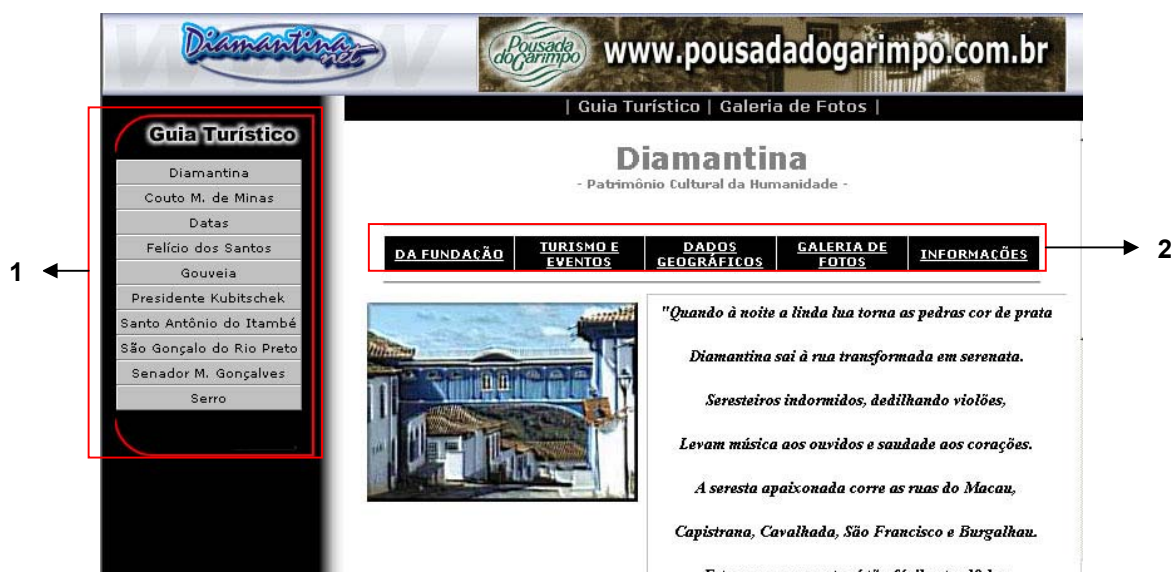 Diamantina
net
Pousada
do Garimpo
www.pousadadogarimpo.com.br
| Guia Turístico | Galeria de Fotos |
Guia Turístico
Diamantina
Couto M. de Minas
Datas
Felício dos Santos
Gouveia
Presidente Kubitschek
Santo Antônio do Itambé
São Gonçalo do Rio Preto
Senador M. Gonçalves
Serro
1
Diamantina
- Patrimônio Cultural da Humanidade -
DA FUNDAÇÃO
TURISMO E
EVENTOS
DADOS
GEOGRÁFICOS
GALERIA DE
FOTOS
INFORMAÇÕES
2
"Quando à noite a linda lua torna as pedras cor de prata
Diamantina sai à rua transformada em serenata.
Seresteiros indormidos, dedilhando violões,
Levam música aos ouvidos e saudade aos corações.
A seresta apaixonada corre as ruas do Macau,
Capistrana, Cavalhada, São Francisco e Burgalhau.